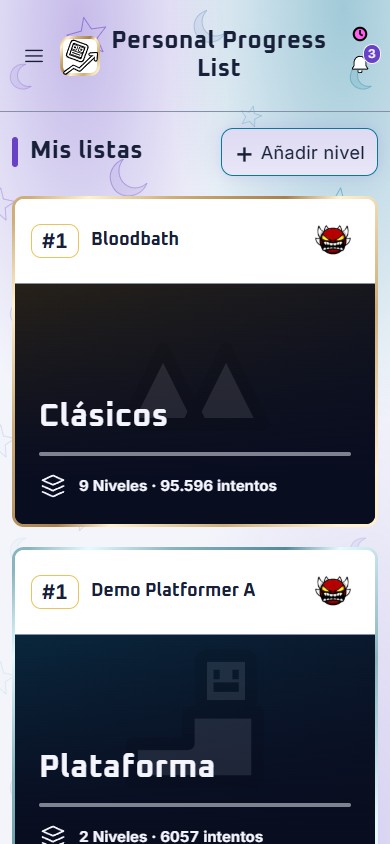 Personal Progress
List
3
Mis listas
+ Añadir nivel
#1 Bloodbath
Clásicos
9 Niveles · 95.596 intentos
#1 Demo Platformer A
Plataforma
2 Niveles · 6057 intentos